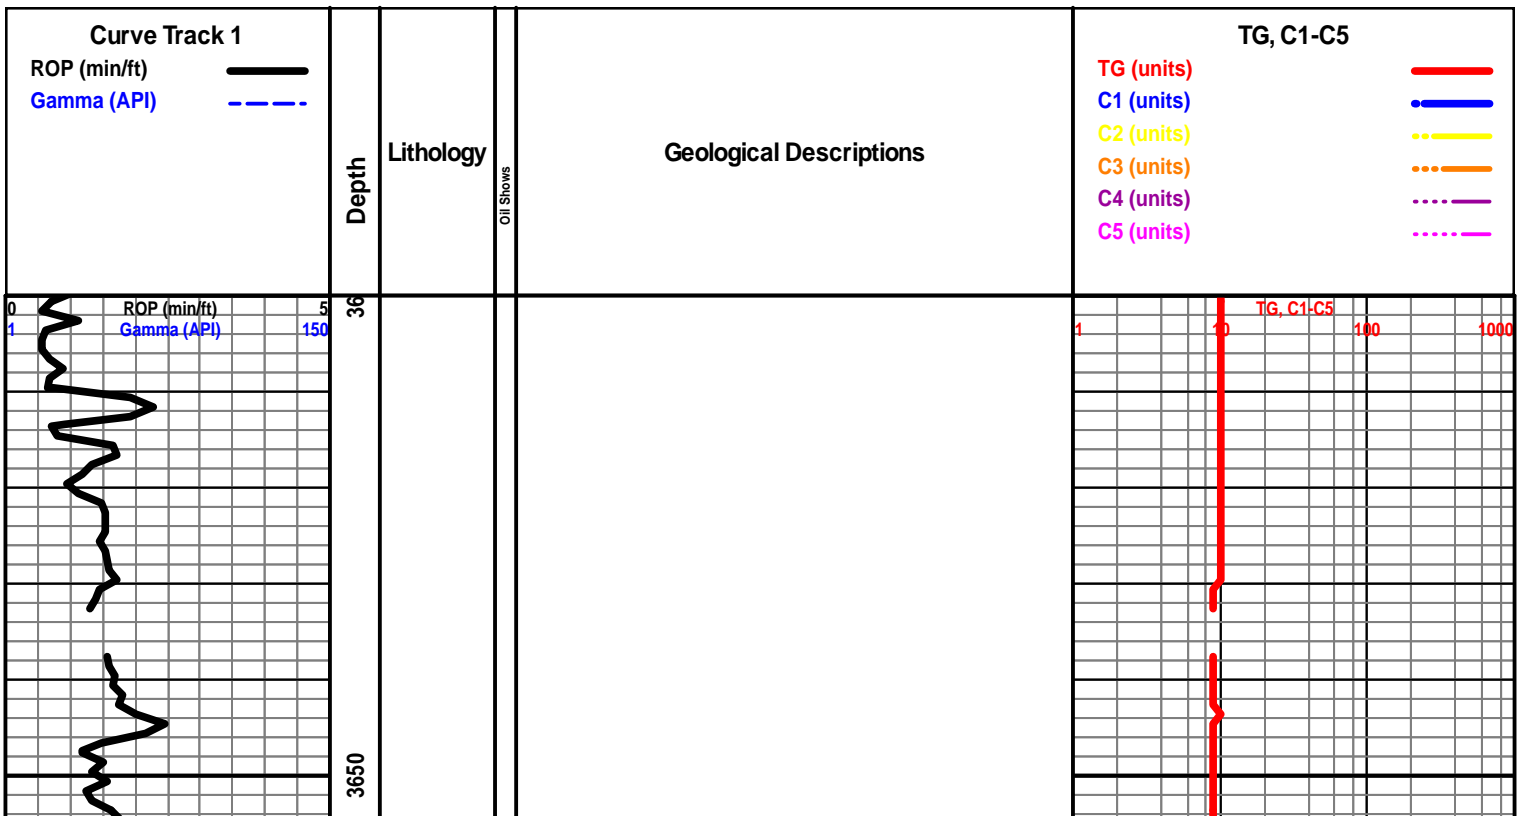 Curve Track 1
ROP (min/ft)
Gamma (API)
Depth
Lithology
Oil Shows
Geological Descriptions
TG, C1-C5
TG (units)
C1 (units)
C2 (units)
C3 (units)
C4 (units)
C5 (units)
0 ROP (min/ft) 5
1 Gamma (API) 150
36
TG, C1-C5
1 10 100 1000
3650